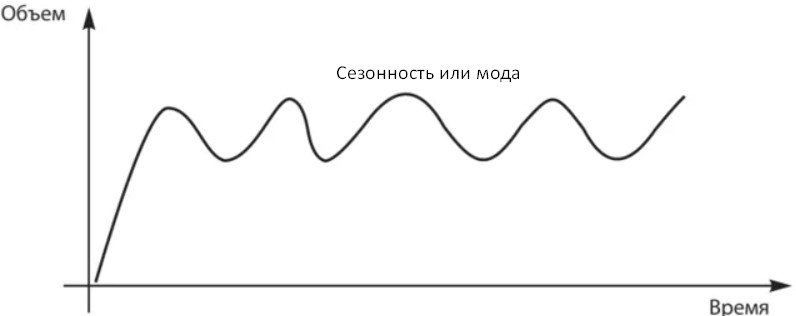 Объем
Сезонность или мода
Время